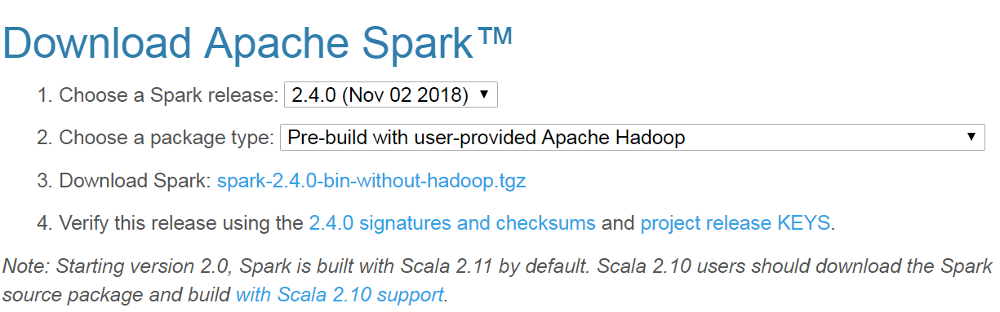 Download Apache Spark™
1. Choose a Spark release: 2.4.0 (Nov 02 2018) ▼
2. Choose a package type: Pre-build with user-provided Apache Hadoop ▼
3. Download Spark: spark-2.4.0-bin-without-hadoop.tgz
4. Verify this release using the 2.4.0 signatures and checksums and project release KEYS.
Note: Starting version 2.0, Spark is built with Scala 2.11 by default. Scala 2.10 users should download the Spark
source package and build with Scala 2.10 support.